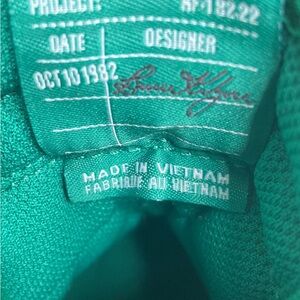 PROJECT: AF-1 82.22
DATE DESIGNER
OCT 10 1982
MADE IN VIETNAM
FABRIQUÉ AU VIETNAM